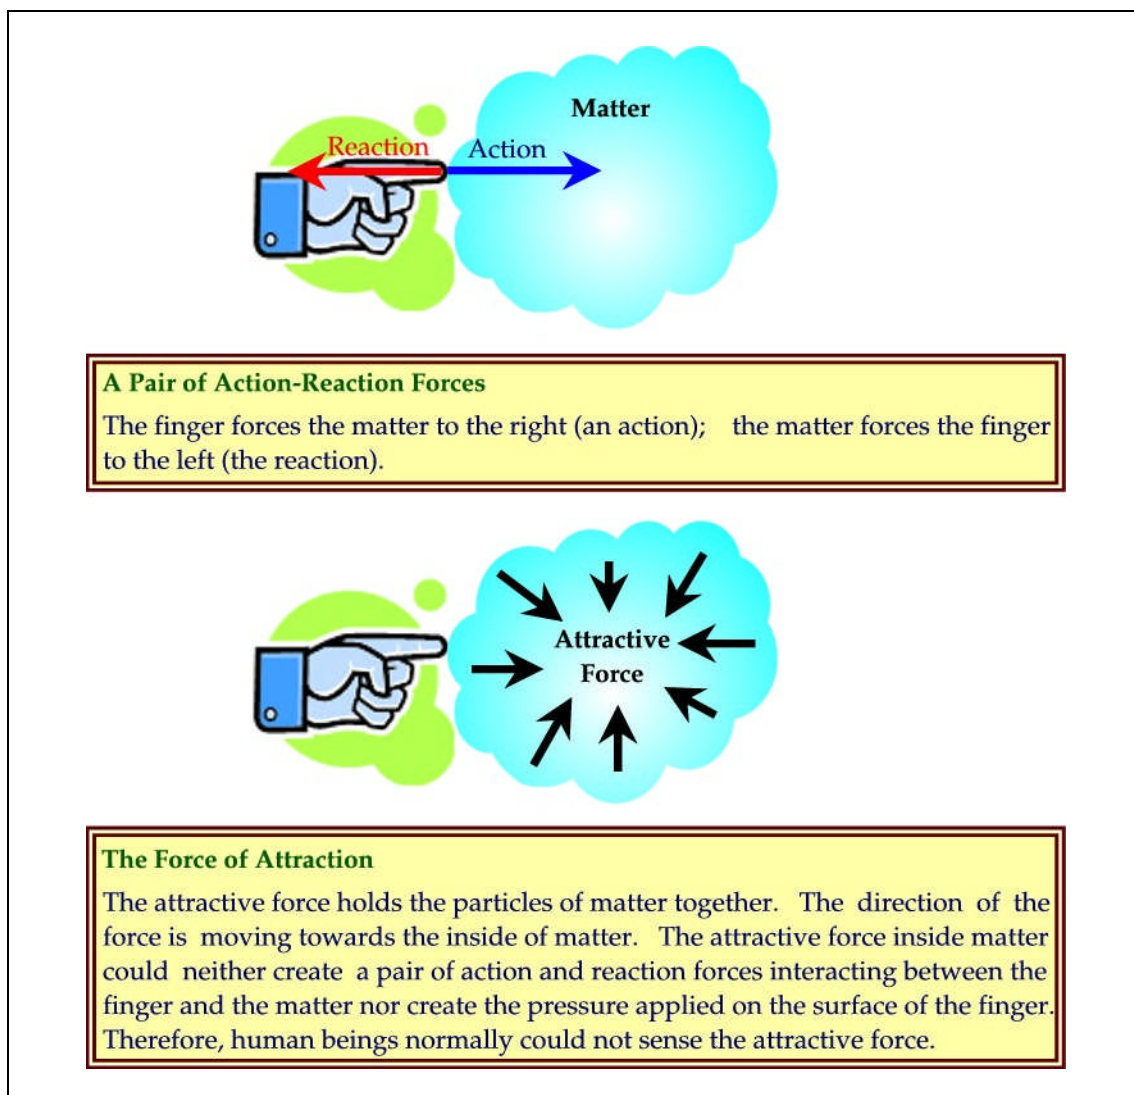 Matter
Reaction
Action
A Pair of Action-Reaction Forces
The finger forces the matter to the right (an action); the matter forces the finger
to the left (the reaction).
Attractive
Force
The Force of Attraction
The attractive force holds the particles of matter together. The direction of the
force is moving towards the inside of matter. The attractive force inside matter
could neither create a pair of action and reaction forces interacting between the
finger and the matter nor create the pressure applied on the surface of the finger.
Therefore, human beings normally could not sense the attractive force.